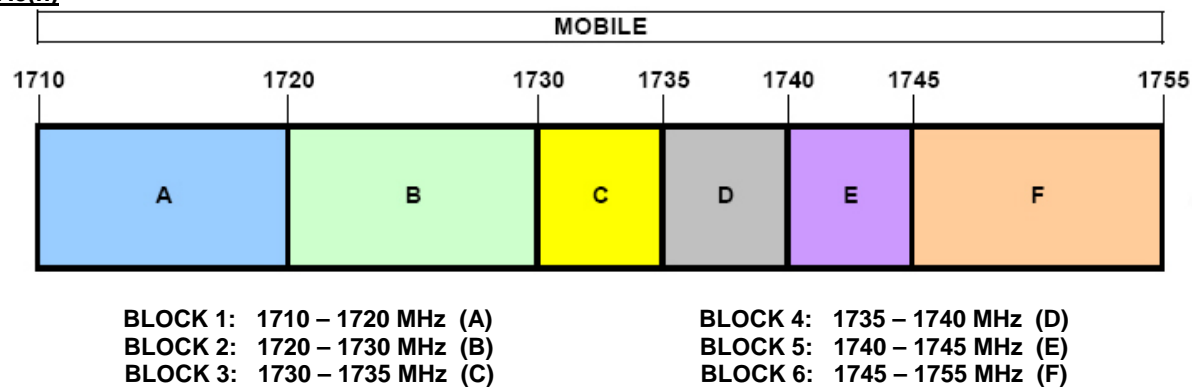 MOBILE
1710 1720 1730 1735 1740 1745 1755
A B C D E F
BLOCK 1: 1710 – 1720 MHz (A)
BLOCK 2: 1720 – 1730 MHz (B)
BLOCK 3: 1730 – 1735 MHz (C)
BLOCK 4: 1735 – 1740 MHz (D)
BLOCK 5: 1740 – 1745 MHz (E)
BLOCK 6: 1745 – 1755 MHz (F)